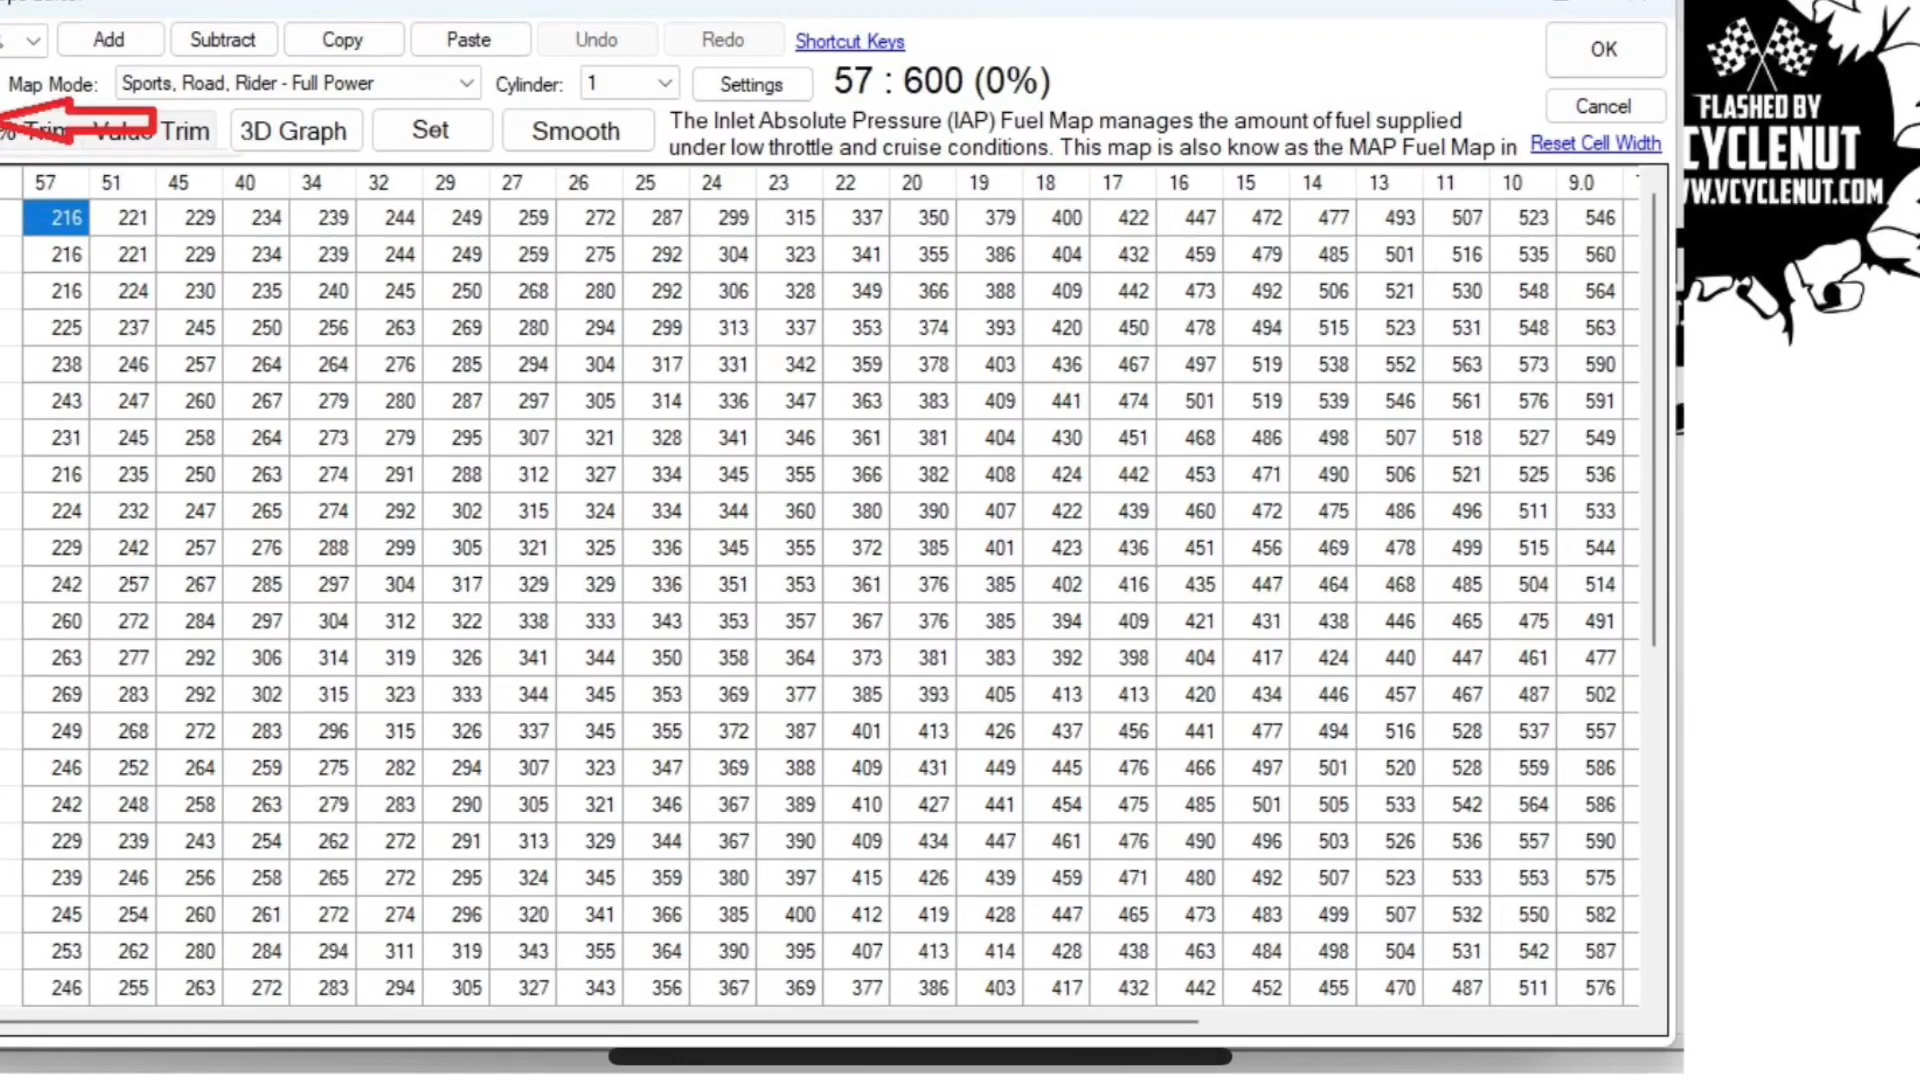 Add Subtract Copy Paste Undo Redo Shortcut Keys OK
Map Mode: Sports, Road, Rider - Full Power Cylinder: 1 Settings 57 : 600 (0%)
Cancel
Trim 3D Graph Set Smooth The Inlet Absolute Pressure (IAP) Fuel Map manages the amount of fuel supplied
under low throttle and cruise conditions. This map is also know as the MAP Fuel Map in Reset Cell Width
57 51 45 40 34 32 29 27 26 25 24 23 22 20 19 18 17 16 15 14 13 11 10 9.0
216 221 229 234 239 244 249 259 272 287 299 315 337 350 379 400 422 447 472 477 493 507 523 546
216 221 229 234 239 244 249 259 275 292 304 323 341 355 386 404 432 459 479 485 501 516 535 560
216 224 230 235 240 245 250 268 280 292 306 328 349 366 388 409 442 473 492 506 521 530 548 564
225 237 245 250 256 263 269 280 294 299 313 337 353 374 393 420 450 478 494 515 523 531 548 563
238 246 257 264 264 276 285 294 304 317 331 342 359 378 403 436 467 497 519 538 552 563 573 590
243 247 260 267 279 280 287 297 305 314 336 347 363 383 409 441 474 501 519 539 546 561 576 591
231 245 258 264 273 279 295 307 321 328 341 346 361 381 404 430 451 468 486 498 507 518 527 549
216 235 250 263 274 291 288 312 327 334 345 355 366 382 408 424 442 453 471 490 506 521 525 536
224 232 247 265 274 292 302 315 324 334 344 360 380 390 407 422 439 460 472 475 486 496 511 533
229 242 257 276 288 299 305 321 325 336 345 355 372 385 401 423 436 451 456 469 478 499 515 544
242 257 267 285 297 304 317 329 329 336 351 353 361 376 385 402 416 435 447 464 468 485 504 514
260 272 284 297 304 312 322 338 333 343 353 357 367 376 385 394 409 421 431 438 446 465 475 491
263 277 292 306 314 319 326 341 344 350 358 364 373 381 383 392 398 404 417 424 440 447 461 477
269 283 292 302 315 323 333 344 345 353 369 377 385 393 405 413 413 420 434 446 457 467 487 502
249 268 272 283 296 315 326 337 345 355 372 387 401 413 426 437 456 441 477 494 516 528 537 557
246 252 264 259 275 282 294 307 323 347 369 388 409 431 449 445 476 466 497 501 520 528 559 586
242 248 258 263 279 283 290 305 321 346 367 389 410 427 441 454 475 485 501 505 533 542 564 586
229 239 243 254 262 272 291 313 329 344 367 390 409 434 447 461 476 490 496 503 526 536 557 590
239 246 256 258 265 272 295 324 345 359 380 397 415 426 439 459 471 480 492 507 523 533 553 575
245 254 260 261 272 274 296 320 341 366 385 400 412 419 428 447 465 473 483 499 507 532 550 582
253 262 280 284 294 311 319 343 355 364 390 395 407 413 414 428 438 463 484 498 504 531 542 587
246 255 263 272 283 294 305 327 343 356 367 369 377 386 403 417 432 442 452 455 470 487 511 576
FLASHED BY
CYCLENUT
W.VCYCLENUT.COM